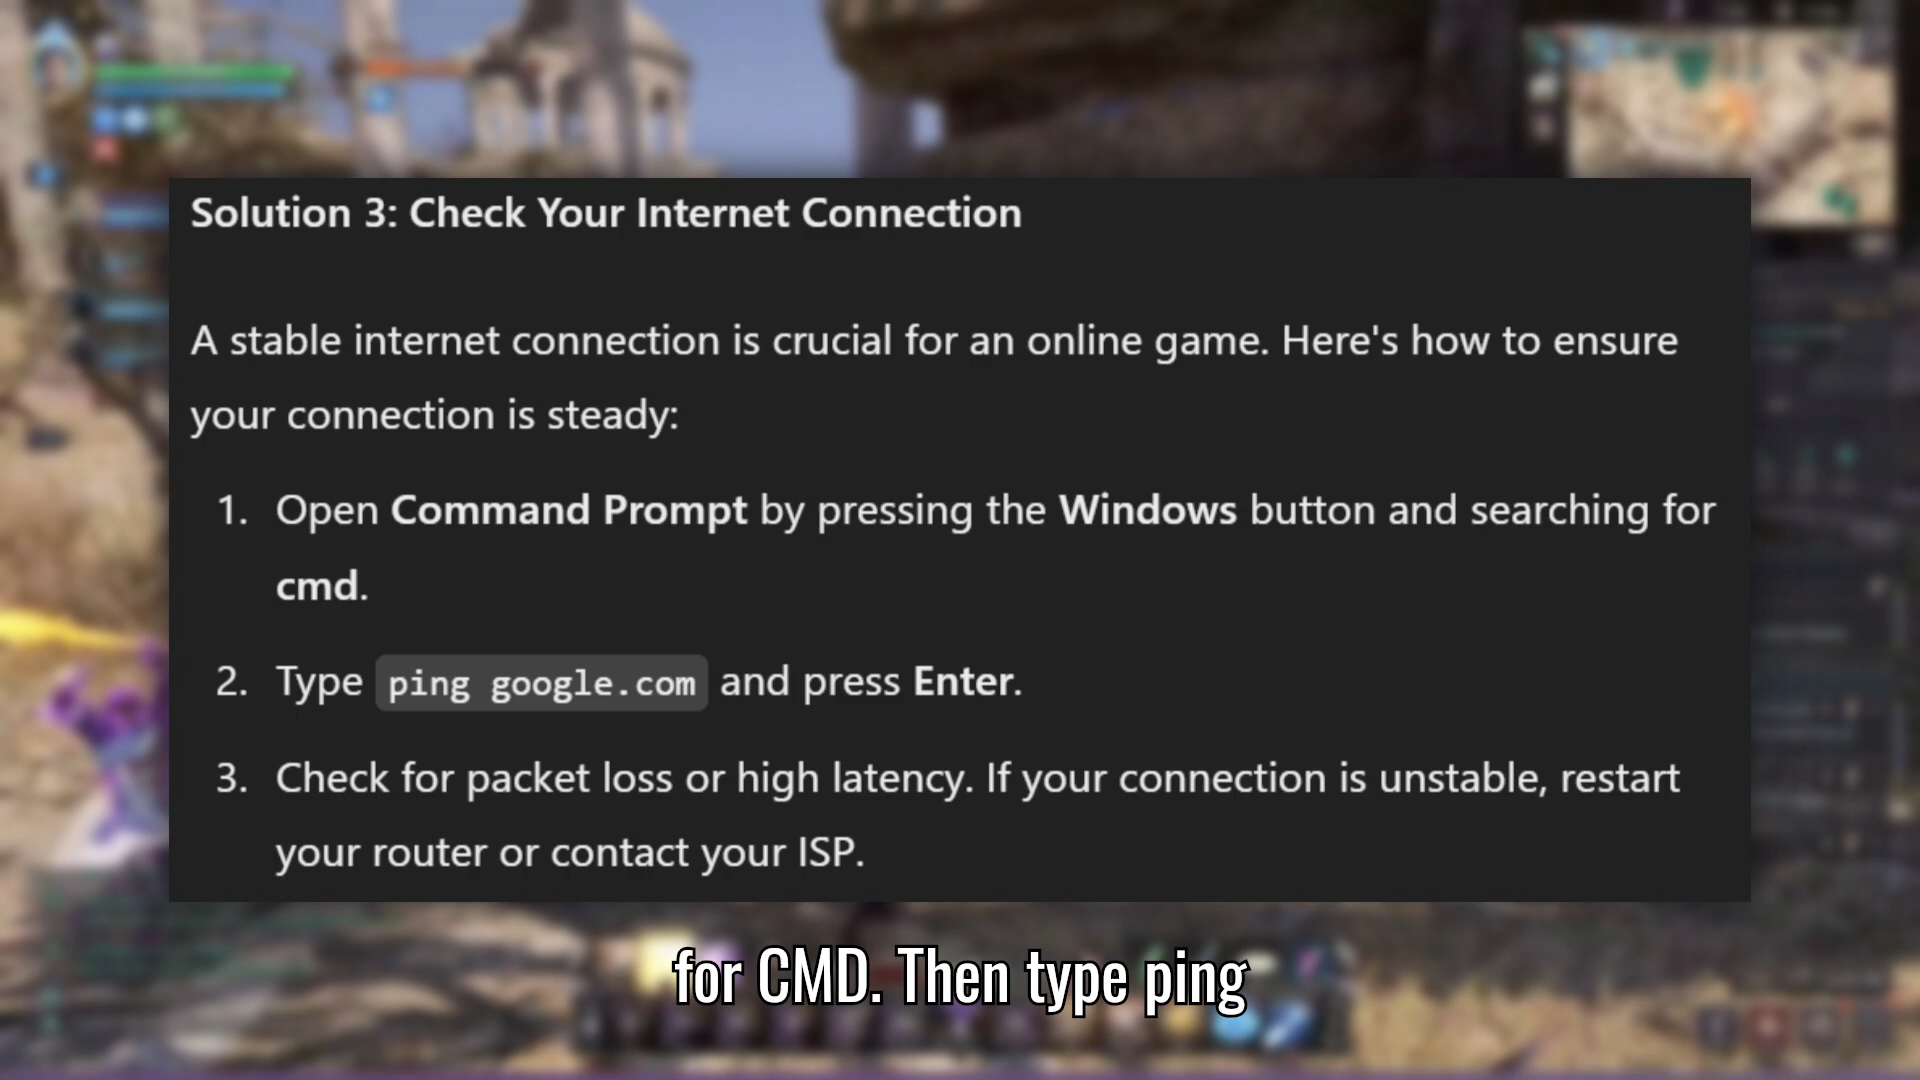 Solution 3: Check Your Internet Connection
A stable internet connection is crucial for an online game. Here's how to ensure
your connection is steady:
1. Open Command Prompt by pressing the Windows button and searching for
cmd.
2. Type ping google.com and press Enter.
3. Check for packet loss or high latency. If your connection is unstable, restart
your router or contact your ISP.
for CMD. Then type ping